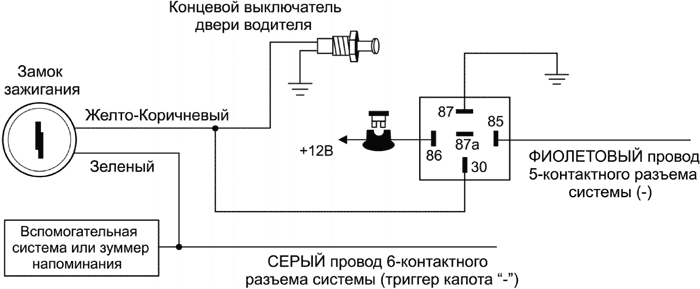 Концевой выключатель
двери водителя
Замок
зажигания
Желто-Коричневый
Зеленый
+12В
87
85
87а
86
30
ФИОЛЕТОВЫЙ провод
5-контактного разъема
системы (-)
Вспомогательная
система или зуммер
напоминания
СЕРЫЙ провод 6-контактного
разъема системы (триггер капота “-”)